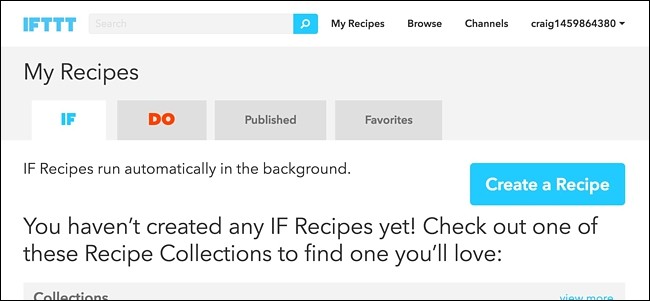 IFTTT Search My Recipes Browse Channels craig1459864380
My Recipes
IF DO Published Favorites
IF Recipes run automatically in the background.
Create a Recipe
You haven't created any IF Recipes yet! Check out one of
these Recipe Collections to find one you'll love:
Collections view more